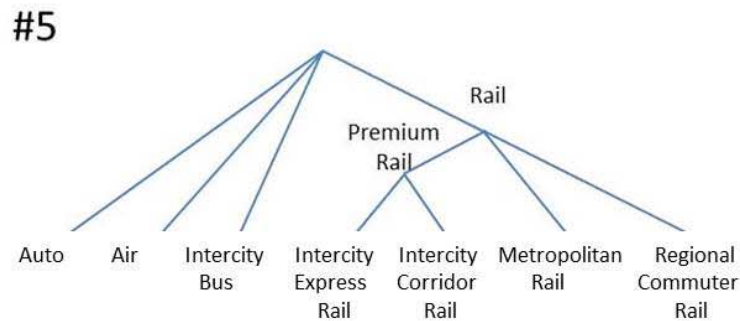 #5
Rail
Premium
Rail
Auto
Air
Intercity
Bus
Intercity
Express
Rail
Intercity
Corridor
Rail
Metropolitan
Rail
Regional
Commuter
Rail